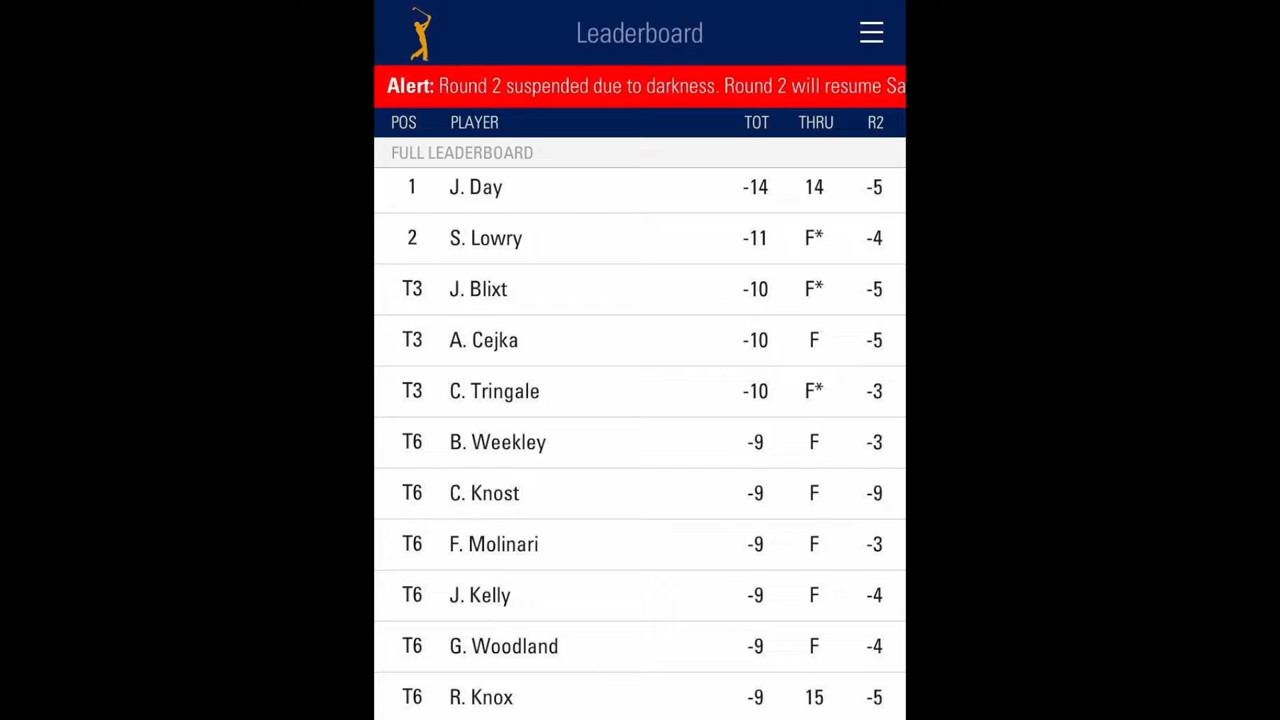 Leaderboard
Alert: Round 2 suspended due to darkness. Round 2 will resume Sa
POS PLAYER TOT THRU R2
FULL LEADERBOARD
1 J. Day -14 14 -5
2 S. Lowry -11 F* -4
T3 J. Blixt -10 F* -5
T3 A. Cejka -10 F -5
T3 C. Tringale -10 F* -3
T6 B. Weekley -9 F -3
T6 C. Knost -9 F -9
T6 F. Molinari -9 F -3
T6 J. Kelly -9 F -4
T6 G. Woodland -9 F -4
T6 R. Knox -9 15 -5